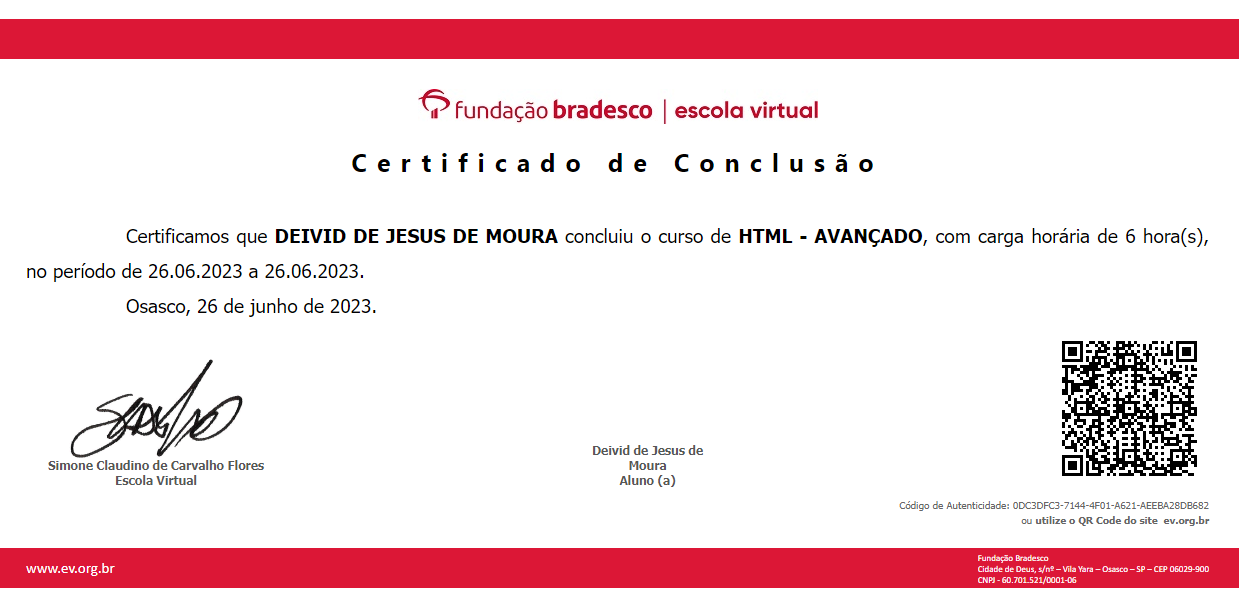 fundação bradesco | escola virtual
Certificado de Conclusão
Certificamos que DEIVID DE JESUS DE MOURA concluiu o curso de HTML - AVANÇADO, com carga horária de 6 hora(s),
no período de 26.06.2023 a 26.06.2023.
Osasco, 26 de junho de 2023.
Simone Claudino de Carvalho Flores
Escola Virtual
Deivid de Jesus de
Moura
Aluno (a)
Código de Autenticidade: 0DC3DFC3-7144-4F01-A621-AEEBA28DB682
ou utilize o QR Code do site ev.org.br
www.ev.org.br
Fundação Bradesco
Cidade de Deus, s/nº – Vila Yara – Osasco – SP – CEP 06029-900
CNPJ - 60.701.521/0001-06